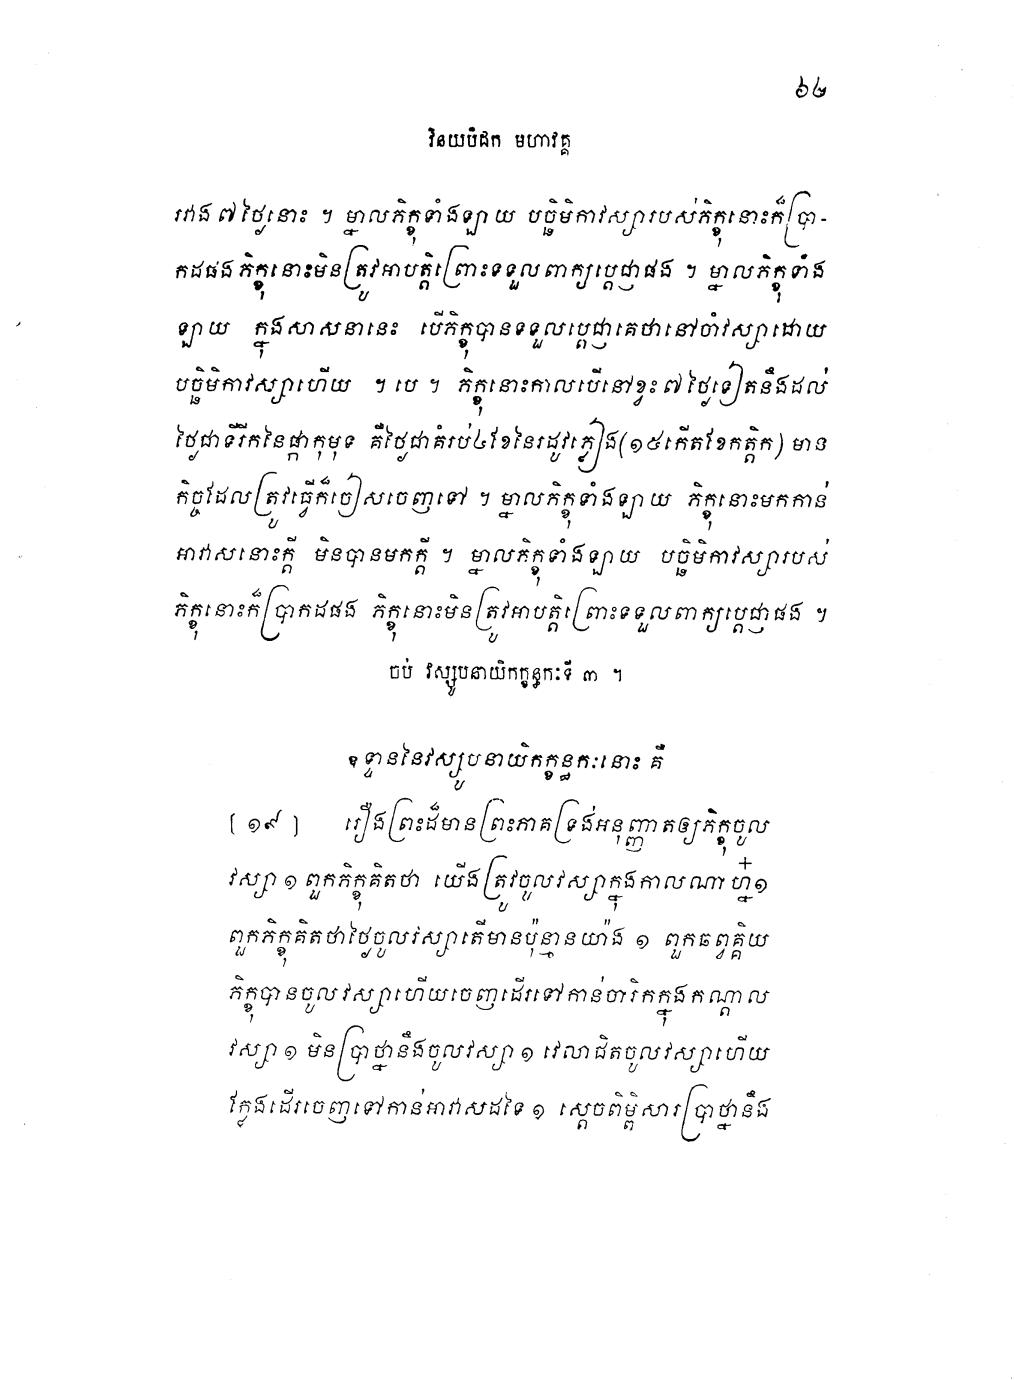 ៦៤
វិនយបិដក មហាវគ្គ
រវាង ៧ ថ្ងៃនោះ ។ ម្នាលភិក្ខុទាំងឡាយ បច្ឆិមិកាវស្សារបស់ភិក្ខុនោះក៏ប្រា-
កដផង ភិក្ខុនោះមិនត្រូវអាបត្តិព្រោះទទួលពាក្យប្តេជ្ញាផង ។ ម្នាលភិក្ខុទាំង
ឡាយ ក្នុងសាសនានេះ បើភិក្ខុបានទទួលប្តេជ្ញាគេថានៅចាំវស្សាដោយ
បច្ឆិមិកាវស្សាហើយ ។ បេ ។ ភិក្ខុនោះកាលបើនៅខ្វះ ៧ ថ្ងៃទៀតនឹងដល់
ថ្ងៃជាទីរីកនៃផ្កាកុមុទ គឺថ្ងៃជាគំរប់៤ខែនៃរដូវភ្លៀង(១៥កើតខែកត្តិក) មាន
កិច្ចដែលត្រូវធ្វើក៏ចៀសចេញទៅ ។ ម្នាលភិក្ខុទាំងឡាយ ភិក្ខុនោះមកកាន់
អាវាសនោះក្តី មិនបានមកក្តី ។ ម្នាលភិក្ខុទាំងឡាយ បច្ឆិមិកាវស្សារបស់
ភិក្ខុនោះក៏ប្រាកដផង ភិក្ខុនោះមិនត្រូវអាបត្តិព្រោះទទួលពាក្យប្តេជ្ញាផង ។
ចប់ វស្សូបនាយិកក្ខន្ធកៈទី ៣ ។
ឧទ្ទាននៃវស្សូបនាយិកក្ខន្ធកៈនោះ គឺ
[ ១៩ ] រឿងព្រះដ៏មានព្រះភាគទ្រង់អនុញ្ញាតឲ្យភិក្ខុចូល
វស្សា ១ ពួកភិក្ខុគិតថា យើងត្រូវចូលវស្សាក្នុងកាលណាហ្ន៎ ១
ពួកភិក្ខុគិតថាថ្ងៃចូលវស្សាតើមានប៉ុន្មានយ៉ាង ១ ពួកឆព្វគ្គិយ
ភិក្ខុបានចូលវស្សាហើយចេញដើរទៅកាន់ចារិកក្នុងកណ្តាល
វស្សា ១ មិនប្រាថ្នានឹងចូលវស្សា ១ វេលាជិតចូលវស្សាហើយ
ក្លែងដើរចេញទៅកាន់អាវាសដទៃ ១ ស្តេចពិម្ពិសារប្រាថ្នានឹង